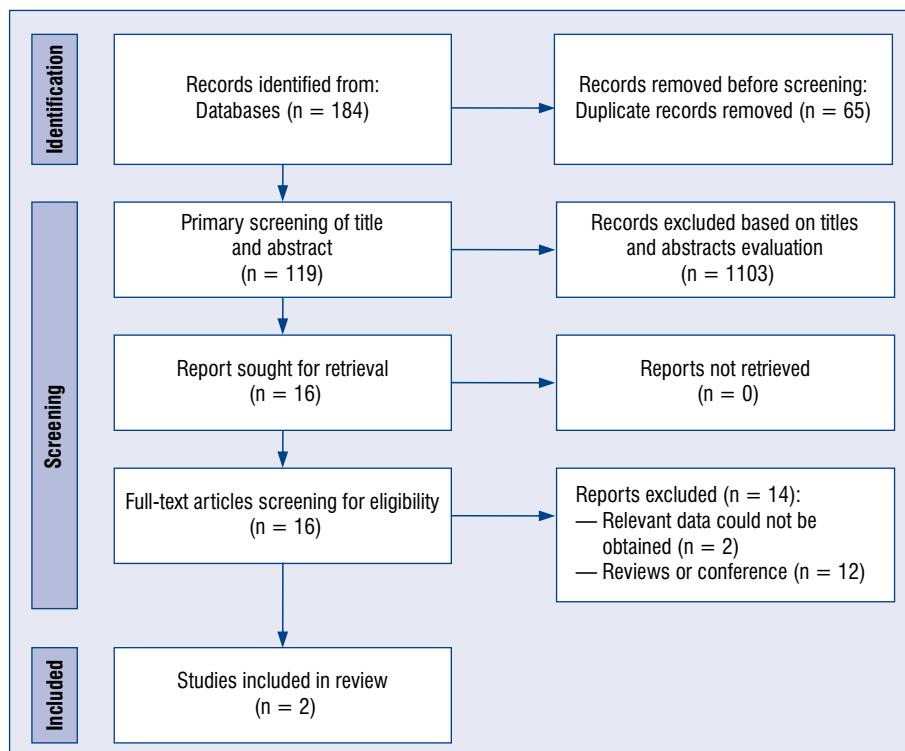 Identification
Records identified from:
Databases (n = 184)
Records removed before screening:
Duplicate records removed (n = 65)
Screening
Primary screening of title
and abstract
(n = 119)
Records excluded based on titles
and abstracts evaluation
(n = 1103)
Report sought for retrieval
(n = 16)
Reports not retrieved
(n = 0)
Full-text articles screening for eligibility
(n = 16)
Reports excluded (n = 14):
— Relevant data could not be
obtained (n = 2)
— Reviews or conference (n = 12)
Included
Studies included in review
(n = 2)